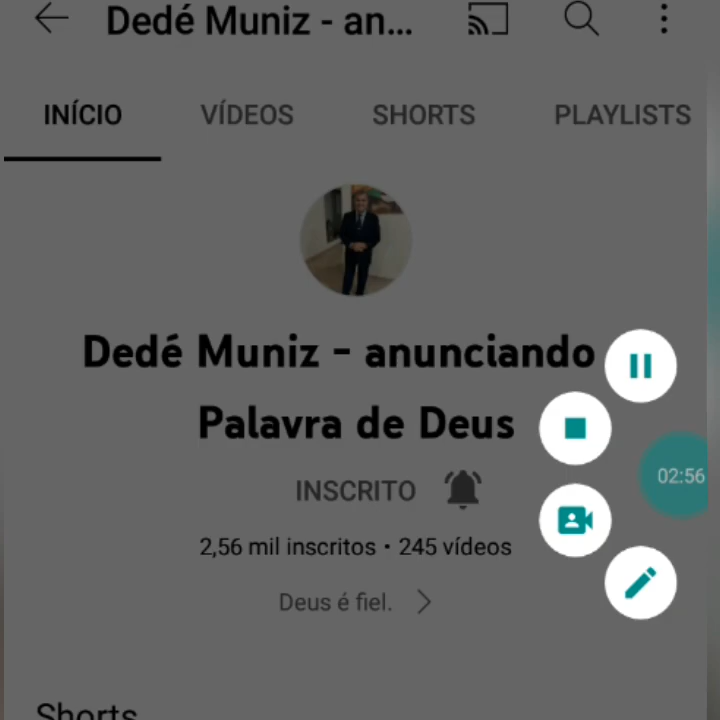 Dedé Muniz - an...
INÍCIO VÍDEOS SHORTS PLAYLISTS
Dedé Muniz - anunciando
Palavra de Deus
INSCRITO
02:56
2,56 mil inscritos • 245 vídeos
Deus é fiel.
Shorts